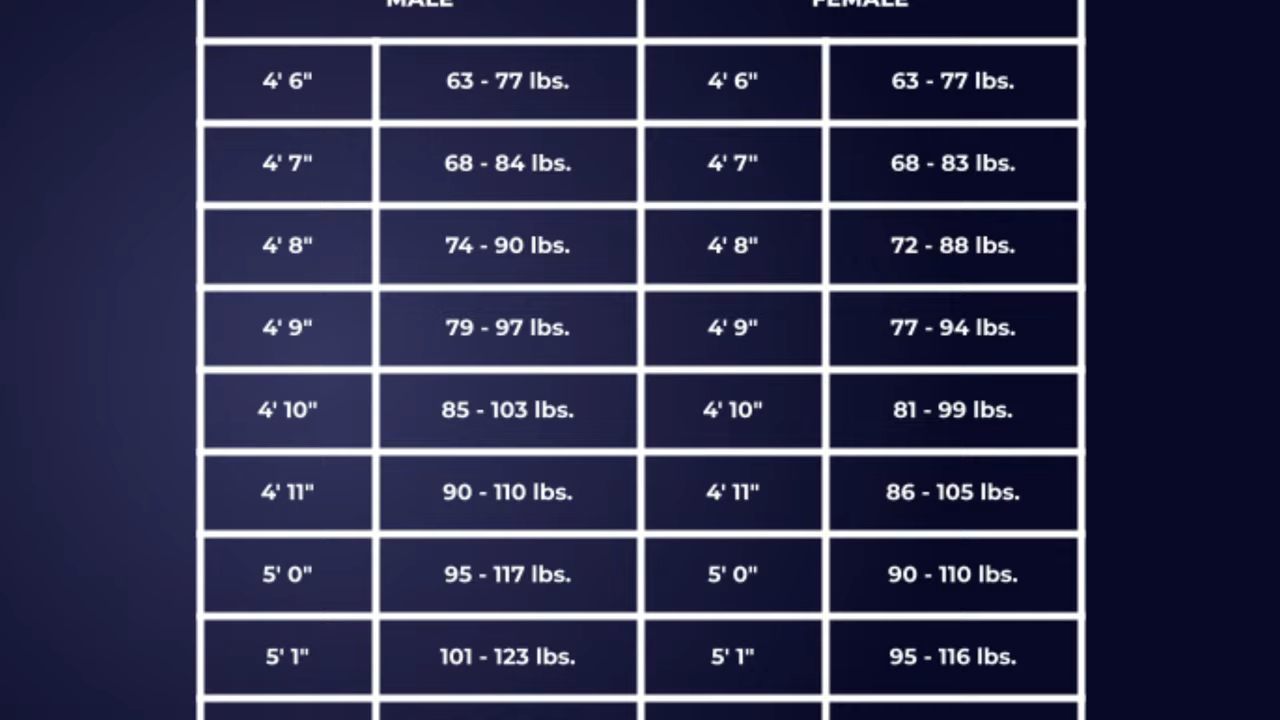 MALE FEMALE
4' 6" 63 - 77 lbs. 4' 6" 63 - 77 lbs.
4' 7" 68 - 84 lbs. 4' 7" 68 - 83 lbs.
4' 8" 74 - 90 lbs. 4' 8" 72 - 88 lbs.
4' 9" 79 - 97 lbs. 4' 9" 77 - 94 lbs.
4' 10" 85 - 103 lbs. 4' 10" 81 - 99 lbs.
4' 11" 90 - 110 lbs. 4' 11" 86 - 105 lbs.
5' 0" 95 - 117 lbs. 5' 0" 90 - 110 lbs.
5' 1" 101 - 123 lbs. 5' 1" 95 - 116 lbs.